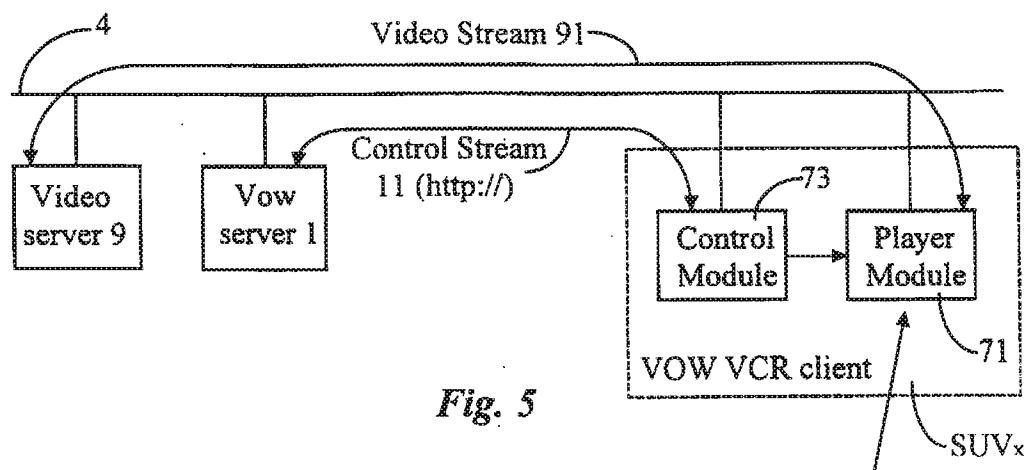 4
Video Stream 91
Control Stream
11 (http://)
Video
server 9
Vow
server 1
73
Control
Module
Player
Module
71
VOW VCR client
SUVx
Fig. 5